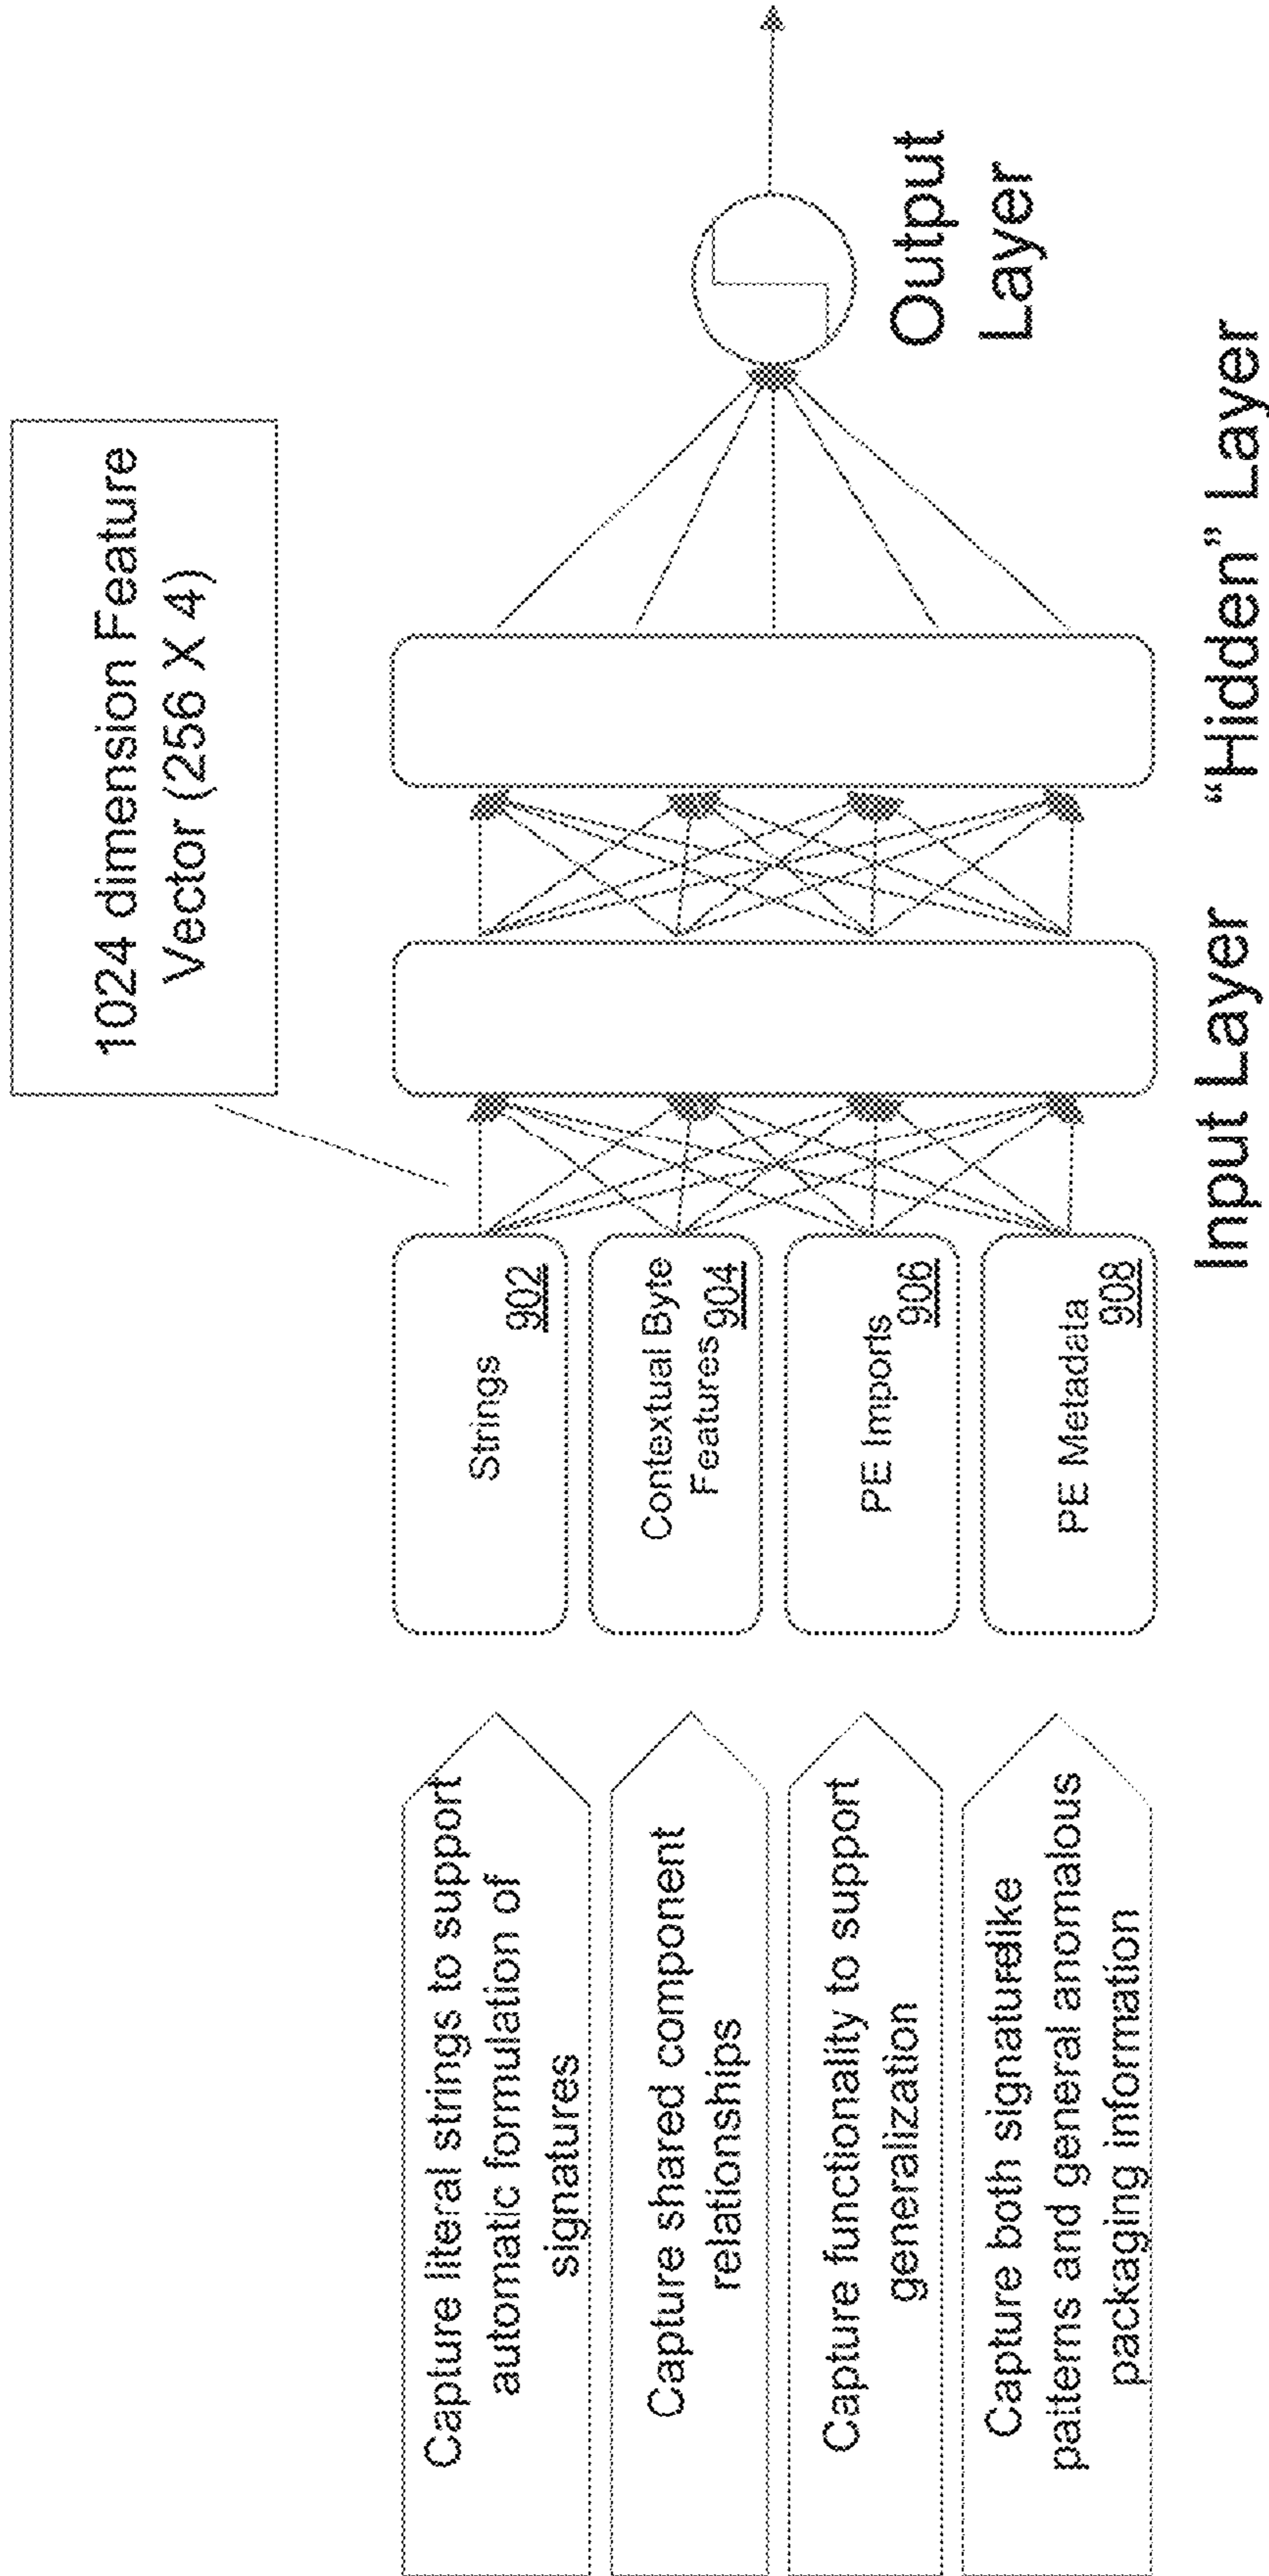 1024 dimension Feature
Vector (256 X 4)
Capture literal strings to support
automatic formulation of
signatures
Strings
902
Capture shared component
relationships
Contextual Byte
Features 904
Capture functionality to support
generalization
PE Imports
906
Capture both signaturelike
patterns and general anomalous
packaging information
PE Metadata
908
Input Layer
“Hidden” Layer
Output
Layer